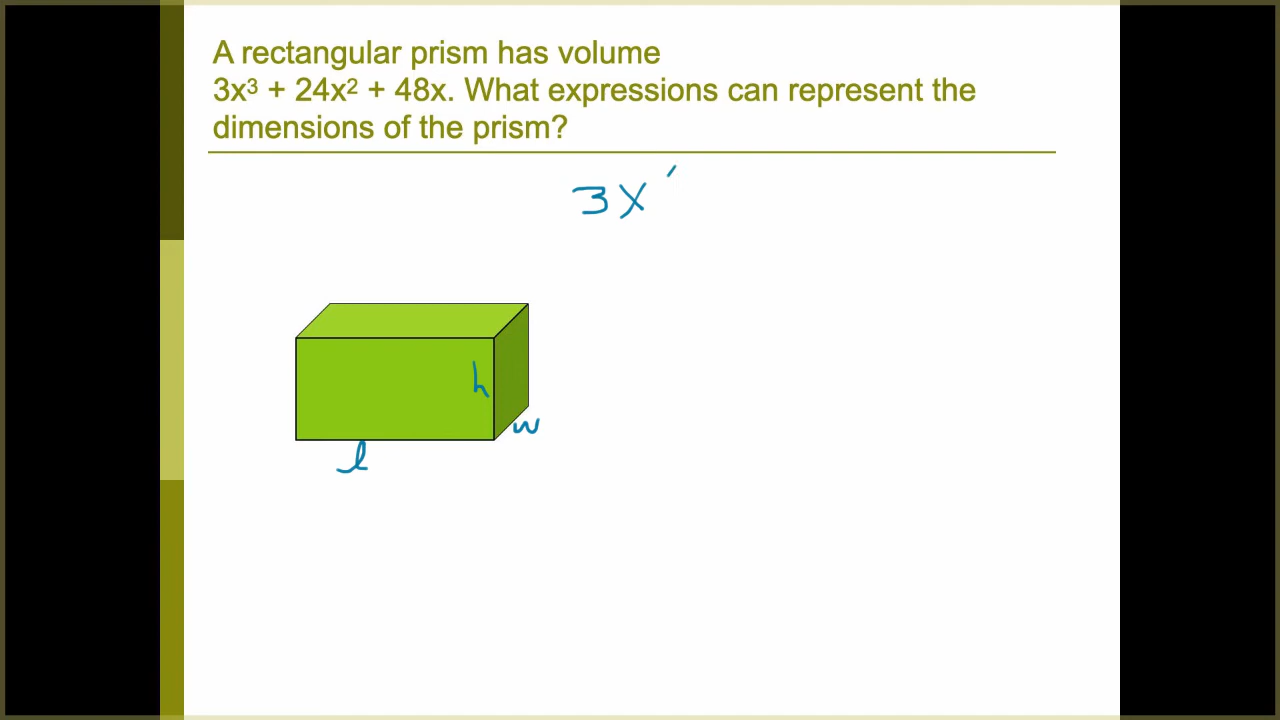 A rectangular prism has volume
3x³ + 24x² + 48x. What expressions can represent the
dimensions of the prism?
3x
h
w
l